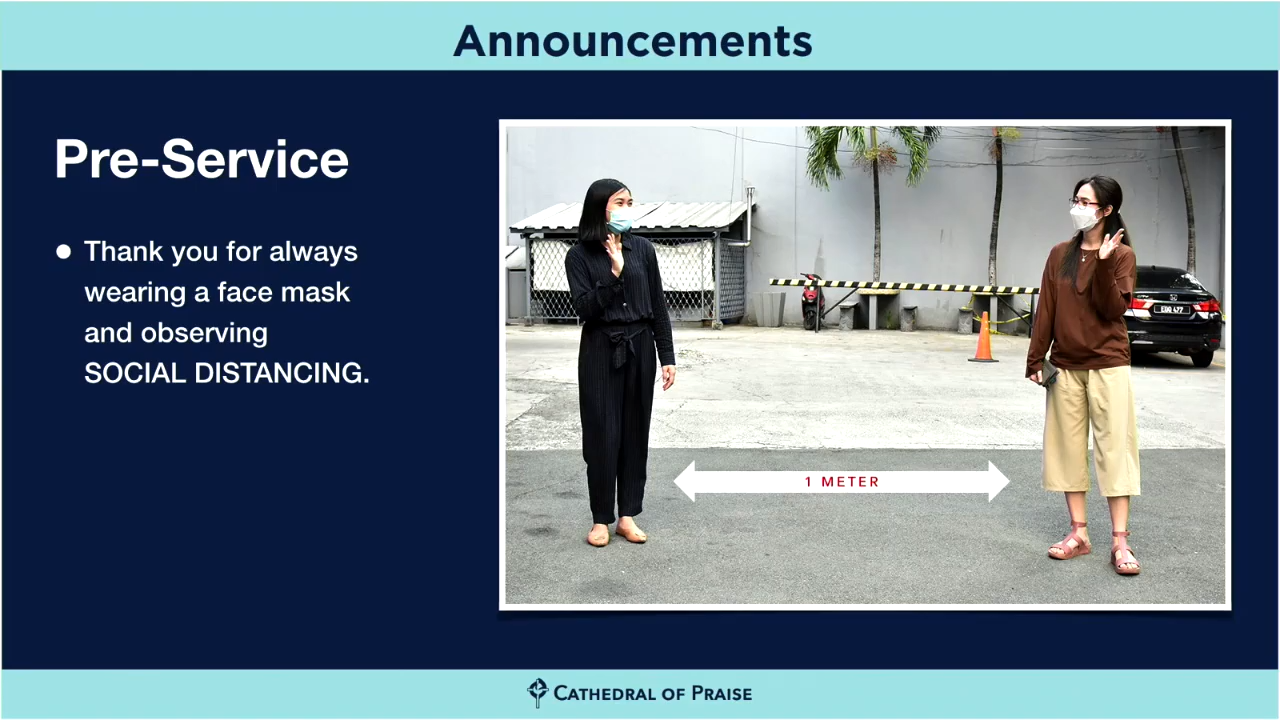 Announcements
Pre-Service
● Thank you for always
wearing a face mask
and observing
SOCIAL DISTANCING.
1 METER
CATHEDRAL OF PRAISE